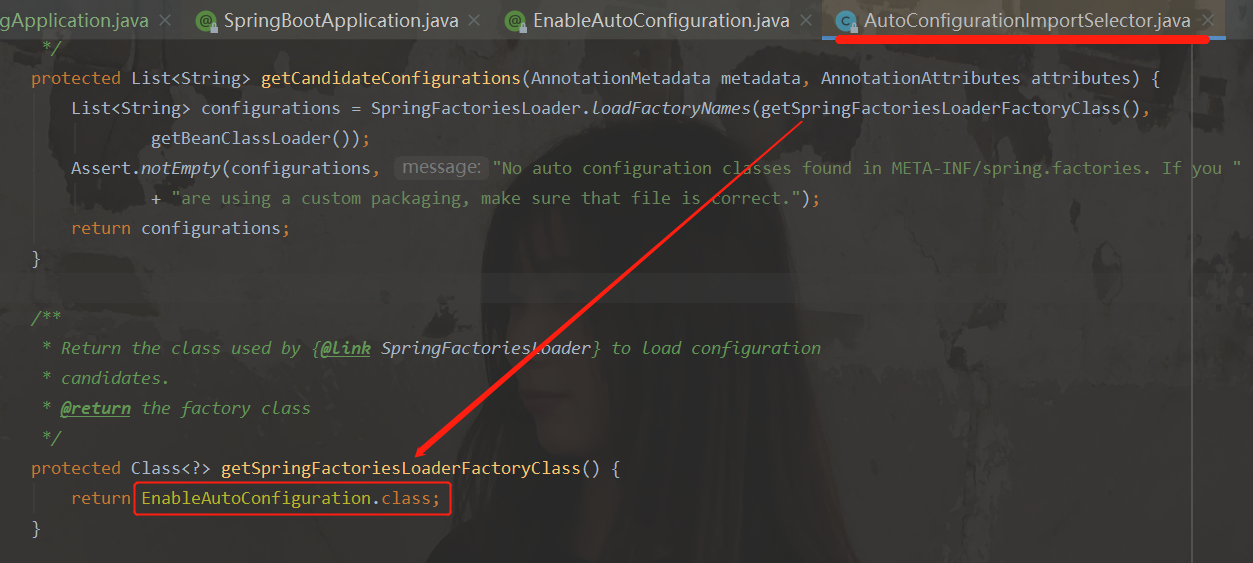 gApplication.java × @ SpringBootApplication.java × @ EnableAutoConfiguration.java × C AutoConfigurationImportSelector.java ×
*/
protected List<String> getCandidateConfigurations(AnnotationMetadata metadata, AnnotationAttributes attributes) {
List<String> configurations = SpringFactoriesLoader.loadFactoryNames(getSpringFactoriesLoaderFactoryClass(),
getBeanClassLoader());
Assert.notEmpty(configurations, message: "No auto configuration classes found in META-INF/spring.factories. If you "
+ "are using a custom packaging, make sure that file is correct.");
return configurations;
}
/**
* Return the class used by {@link SpringFactoriesLoader} to load configuration
* candidates.
* @return the factory class
*/
protected Class<?> getSpringFactoriesLoaderFactoryClass() {
return EnableAutoConfiguration.class;
}